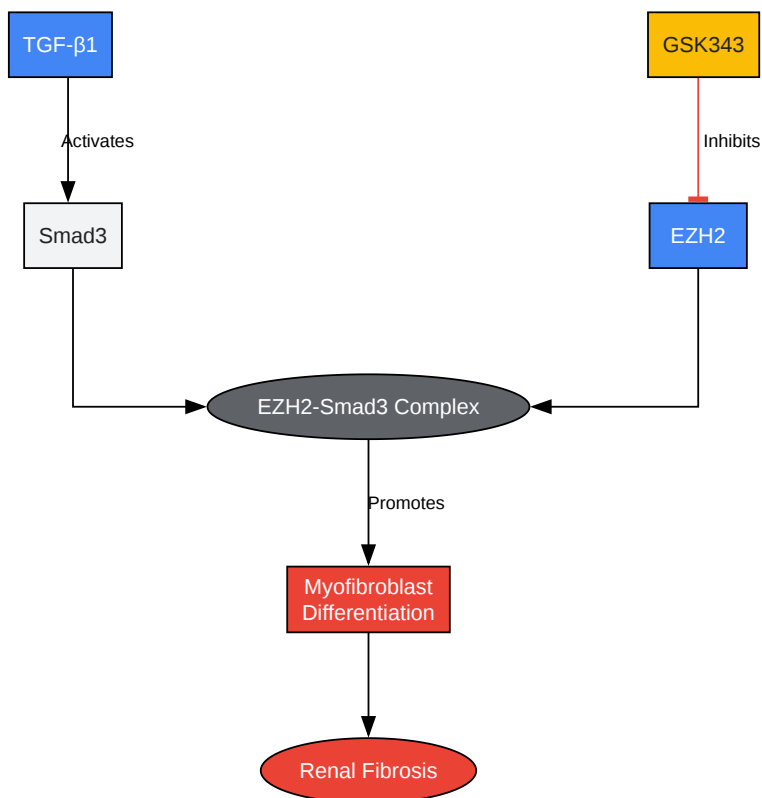 TGF-β1
GSK343
Activates
Inhibits
Smad3
EZH2
EZH2-Smad3 Complex
Promotes
Myofibroblast
Differentiation
Renal Fibrosis